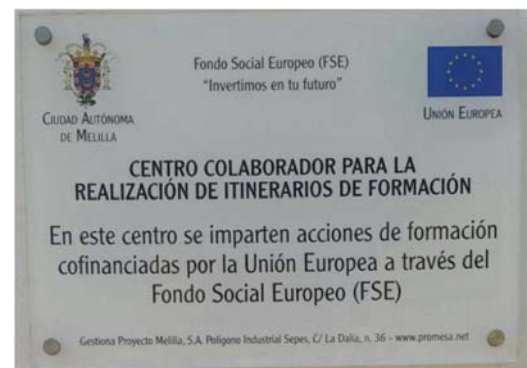 Fondo Social Europeo (FSE)
“Invertimos en tu futuro”
CIUDAD AUTÓNOMA
DE MELILLA
UNIÓN EUROPEA
CENTRO COLABORADOR PARA LA
REALIZACIÓN DE ITINERARIOS DE FORMACIÓN
En este centro se imparten acciones de formación
cofinanciadas por la Unión Europea a través del
Fondo Social Europeo (FSE)
Gestiona Proyecto Melilla, S.A. Polígono Industrial Sepes, C/ La Dalia, n. 36 - www.promesa.net